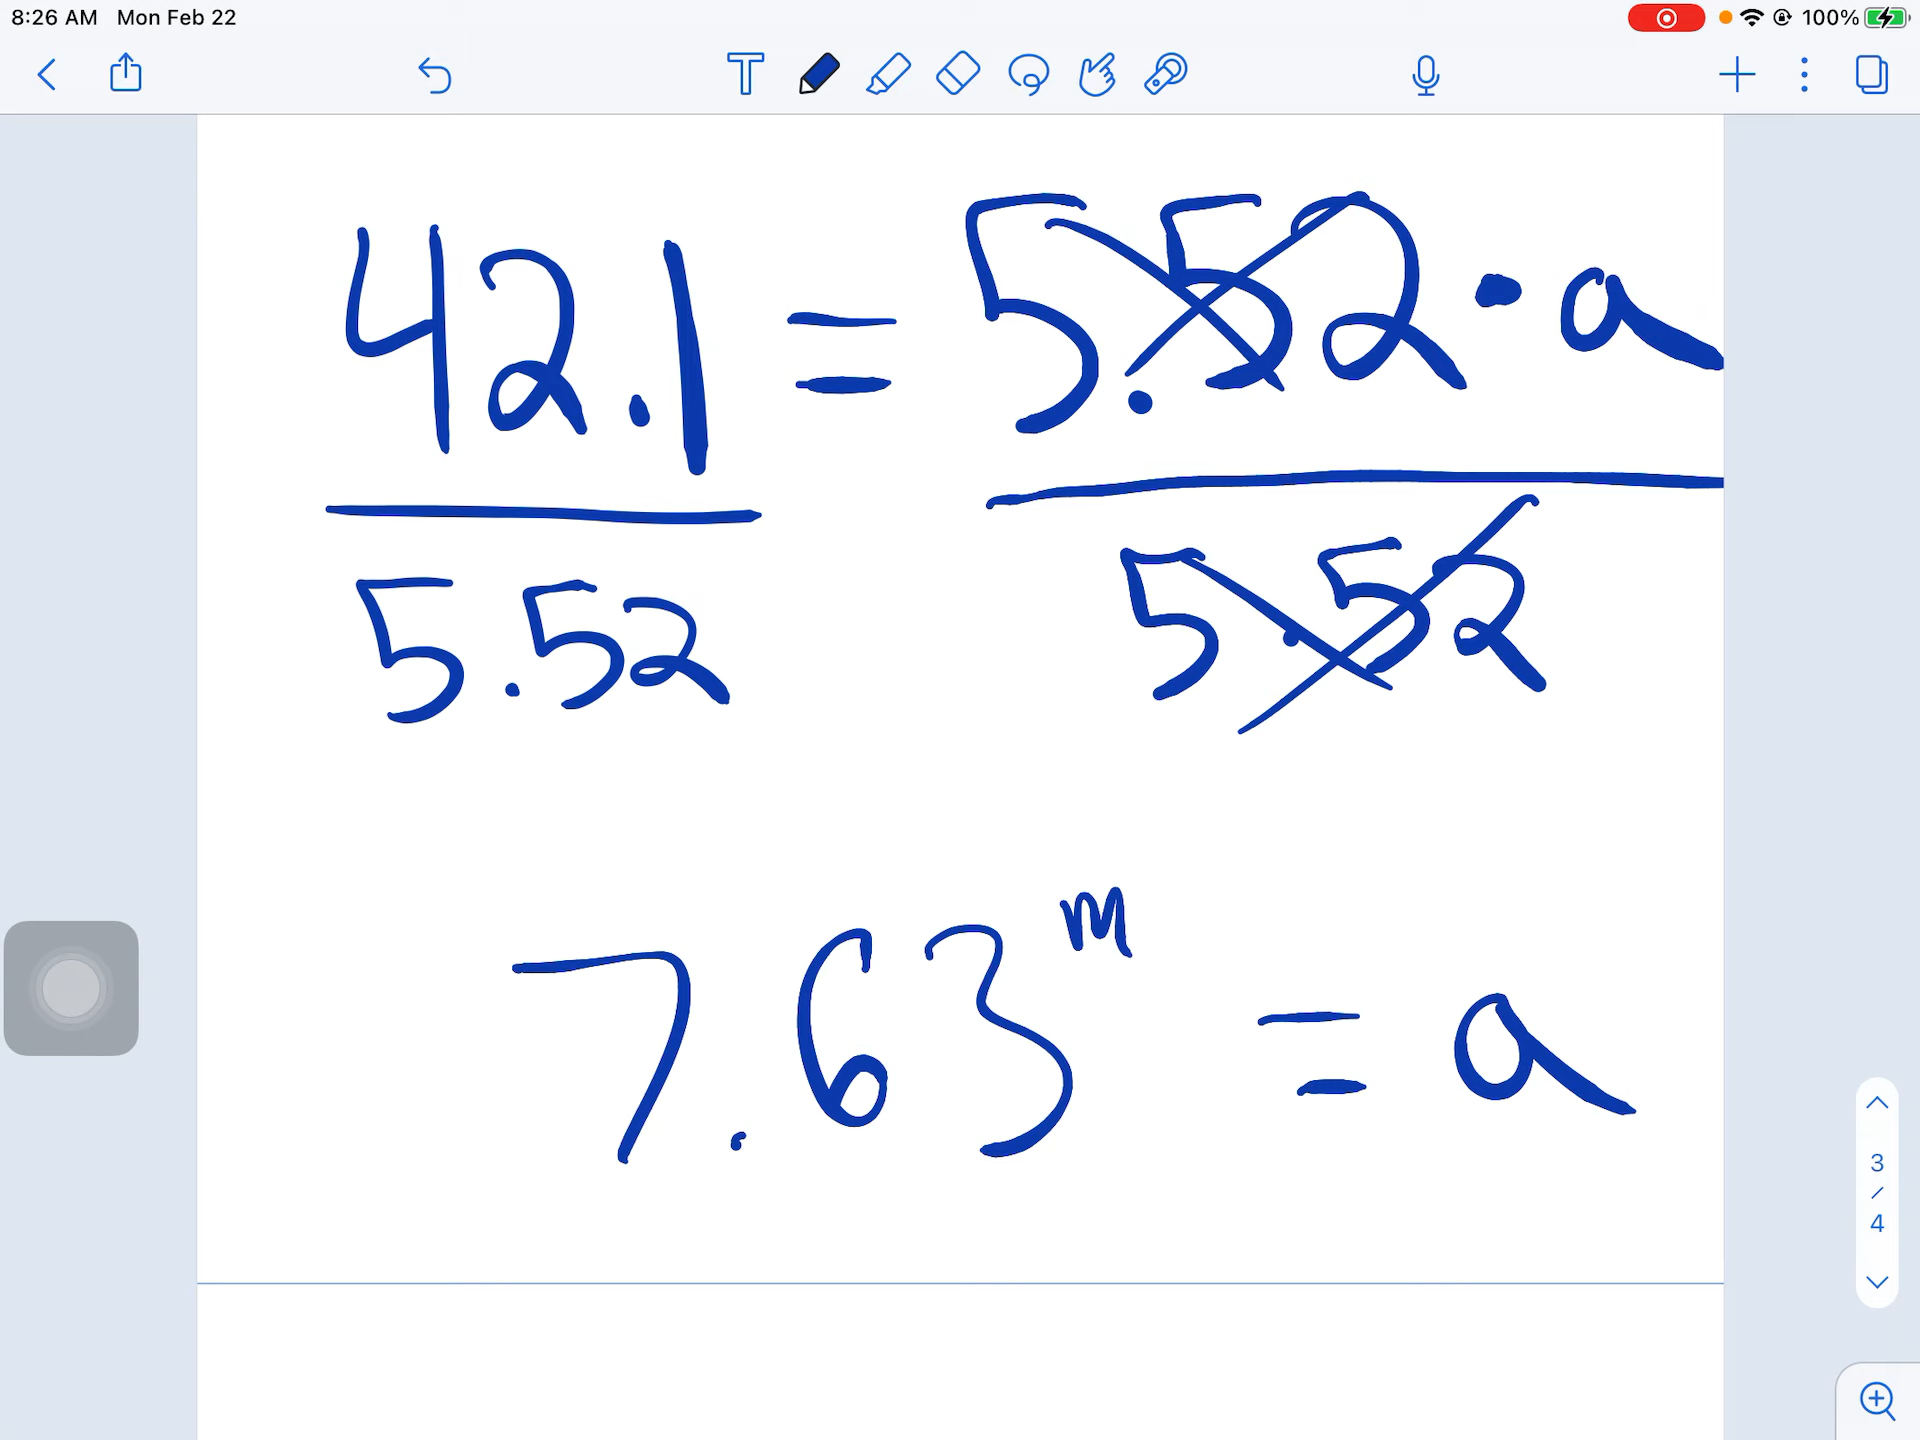 8:26 AM Mon Feb 22 100%
T
42.1 = 5.52 · a
5.52 5.52
7.63 m = a
3
/
4